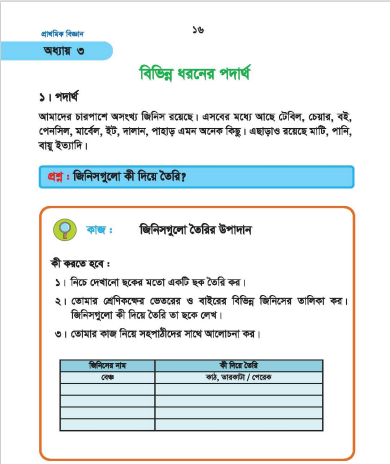 ১৬
প্রাথমিক বিজ্ঞান
অধ্যায় ৩
বিভিন্ন ধরনের পদার্থ
১। পদার্থ
আমাদের চারপাশে অসংখ্য জিনিস রয়েছে। এসবের মধ্যে আছে টেবিল, চেয়ার, বই,
পেনসিল, মার্বেল, ইট, দালান, পাহাড় এমন অনেক কিছু। এছাড়াও রয়েছে মাটি, পানি,
বায়ু ইত্যাদি।
প্রশ্ন : জিনিসগুলো কী দিয়ে তৈরি?
কাজ : জিনিসগুলো তৈরির উপাদান
কী করতে হবে :
১। নিচে দেখানো ছকের মতো একটি ছক তৈরি কর।
২। তোমার শ্রেণিকক্ষের ভেতরের ও বাইরের বিভিন্ন জিনিসের তালিকা কর।
জিনিসগুলো কী দিয়ে তৈরি তা ছকে লেখ।
৩। তোমার কাজ নিয়ে সহপাঠীদের সাথে আলোচনা কর।
জিনিসের নাম কী দিয়ে তৈরি
বেঞ্চ কাঠ, তারকাটা / পেরেক